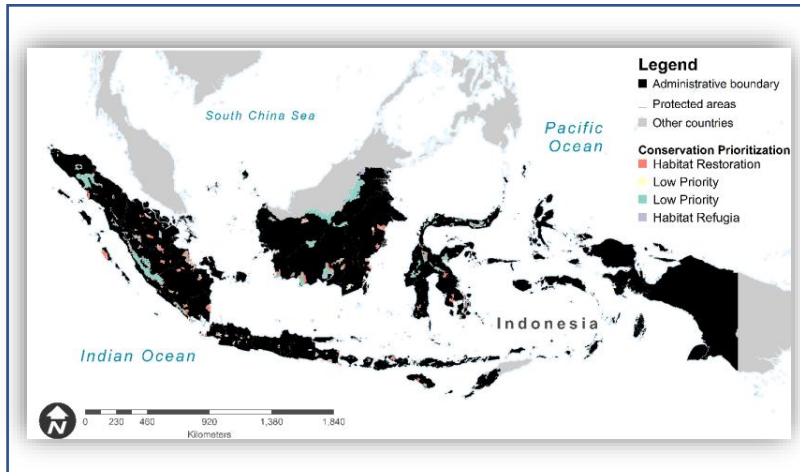 Legend
Administrative boundary
Protected areas
Other countries
Conservation Prioritization
Habitat Restoration
Low Priority
Low Priority
Habitat Refugia
South China Sea
Pacific
Ocean
Indonesia
Indian Ocean
N
0 230 460 920 1,380 1,840
Kilometers